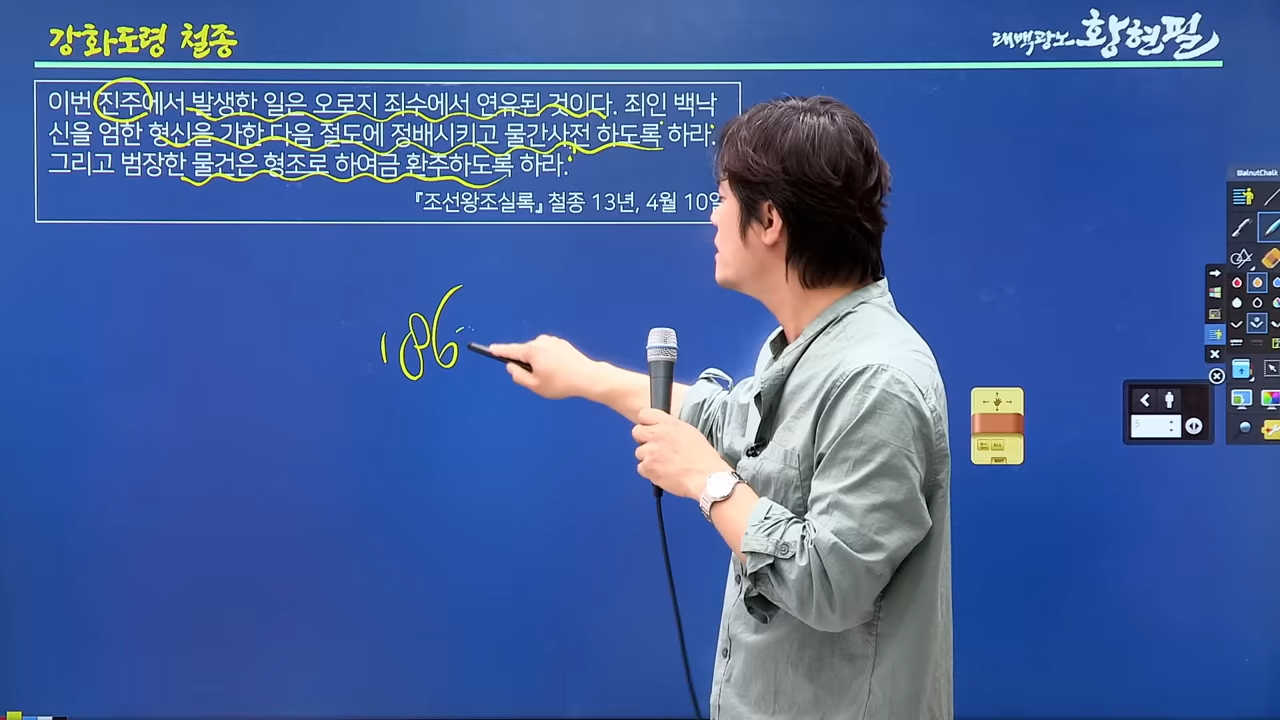 강화도령 철종
태백광노 황현필
이번 진주에서 발생한 일은 오로지 죄수에서 연유된 것이다. 죄인 백낙
신을 엄한 형신을 가한 다음 절도에 정배시키고 물간사전 하도록 하라.
그리고 범장한 물건은 형조로 하여금 환주하도록 하라.
『조선왕조실록』 철종 13년, 4월 10일
186
WalnutChalk
ALL
EXIT
5